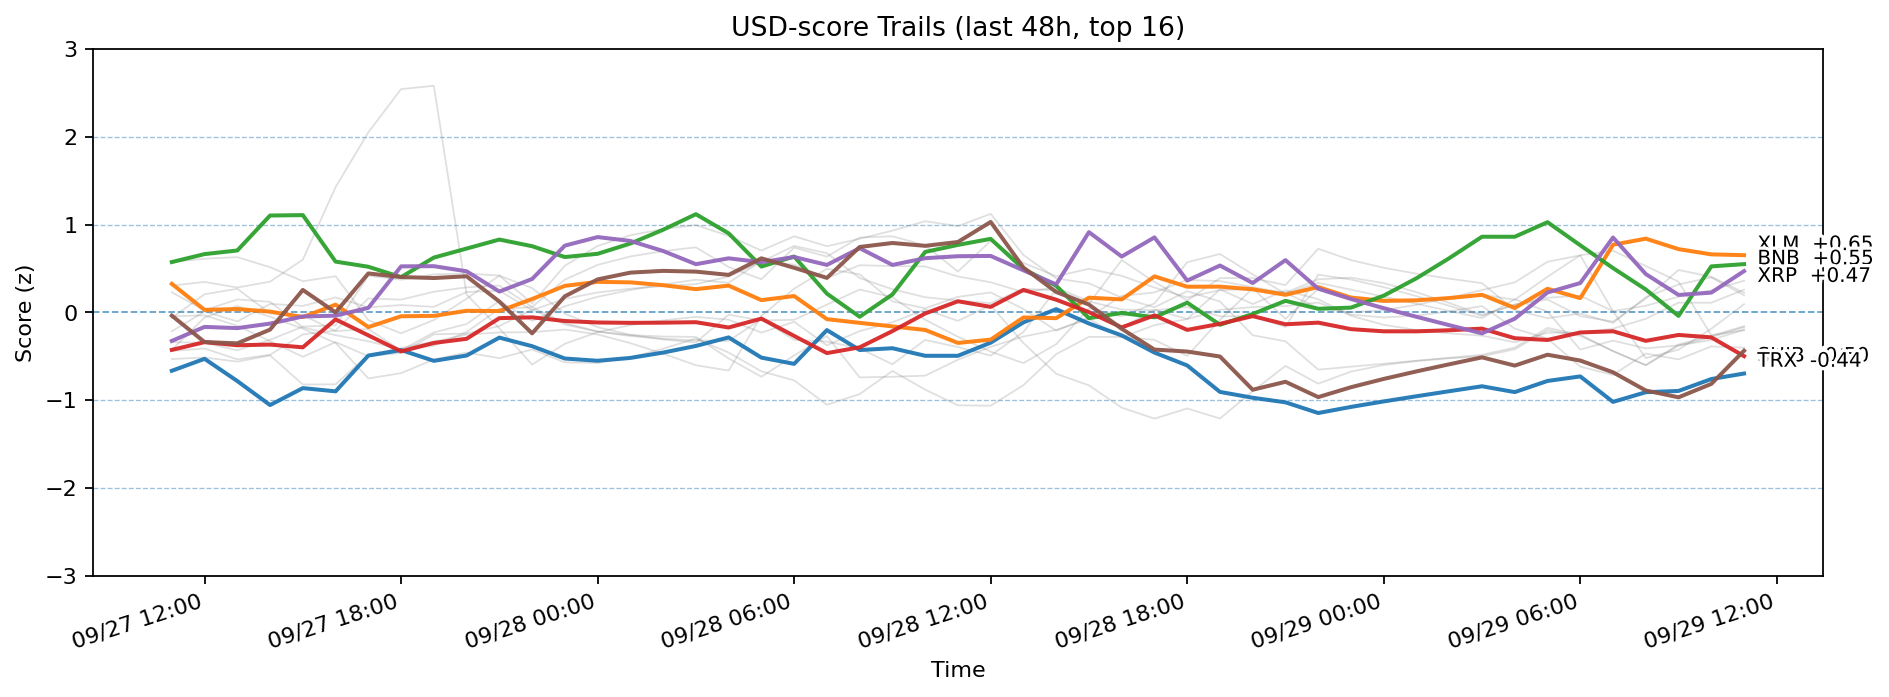 USD-score Trails (last 48h, top 16)
Score (z)
3
2
1
0
−1
−2
−3
XLM +0.65
BNB +0.55
XRP +0.47
TRX -0.44
09/27 12:00
09/27 18:00
09/28 00:00
09/28 06:00
09/28 12:00
09/28 18:00
09/29 00:00
09/29 06:00
09/29 12:00
Time